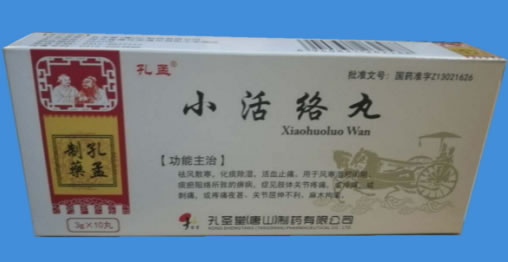 孔孟®
批准文号：国药准字Z13021626
小活络丸
Xiaohuoluo Wan
孔孟
制药
【功能主治】
祛风散寒，化痰除湿，活血止痛。用于风寒湿邪闭阻、
痰瘀阻络所致的痹病，症见肢体关节疼痛，或冷痛，或
刺痛，或疼痛夜甚、关节屈伸不利、麻木拘挛。
3g×10丸
孔圣堂(唐山)制药有限公司